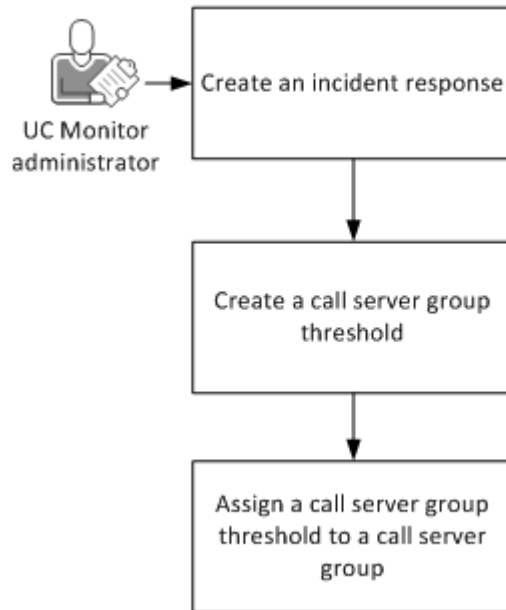 Create an incident response
UC Monitor
administrator
Create a call server group
threshold
Assign a call server group
threshold to a call server
group